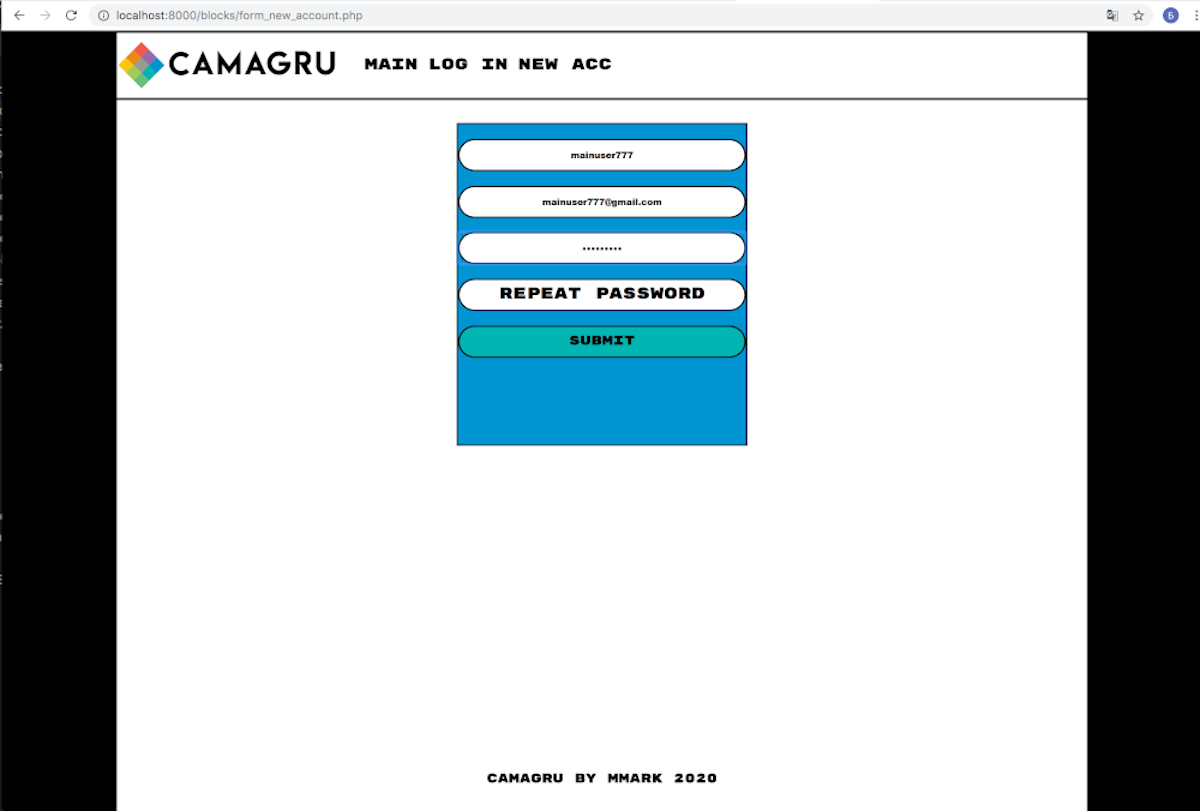 localhost:8000/blocks/form_new_account.php
Б
CAMAGRU MAIN LOG IN NEW ACC
mainuser777
mainuser777@gmail.com
•••••••••
REPEAT PASSWORD
SUBMIT
CAMAGRU BY MMARK 2020